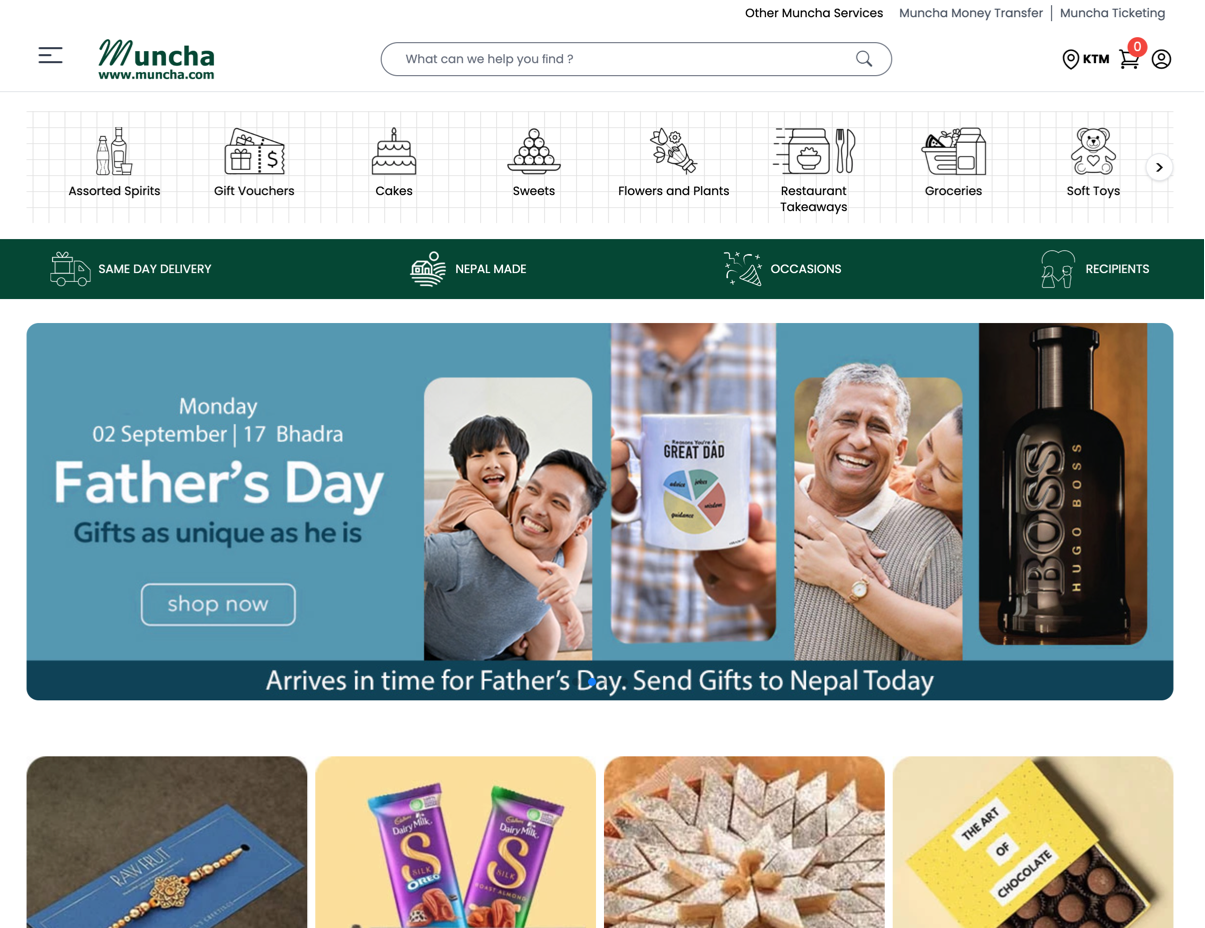 Other Muncha Services Muncha Money Transfer | Muncha Ticketing
Muncha
www.muncha.com
What can we help you find ?
KTM
0
Assorted Spirits
Gift Vouchers
Cakes
Sweets
Flowers and Plants
Restaurant
Takeaways
Groceries
Soft Toys
SAME DAY DELIVERY
NEPAL MADE
OCCASIONS
RECIPIENTS
Monday
02 September | 17 Bhadra
Father's Day
Gifts as unique as he is
shop now
Reasons You're A
GREAT DAD
advice
jokes
wisdom
guidance
BOSS
HUGO BOSS
Arrives in time for Father's Day. Send Gifts to Nepal Today
RAW FRUIT
Cadbury
Dairy Milk
SILK
OREO
Cadbury
Dairy Milk
SILK
ROAST ALMOND
THE ART
OF
CHOCOLATE